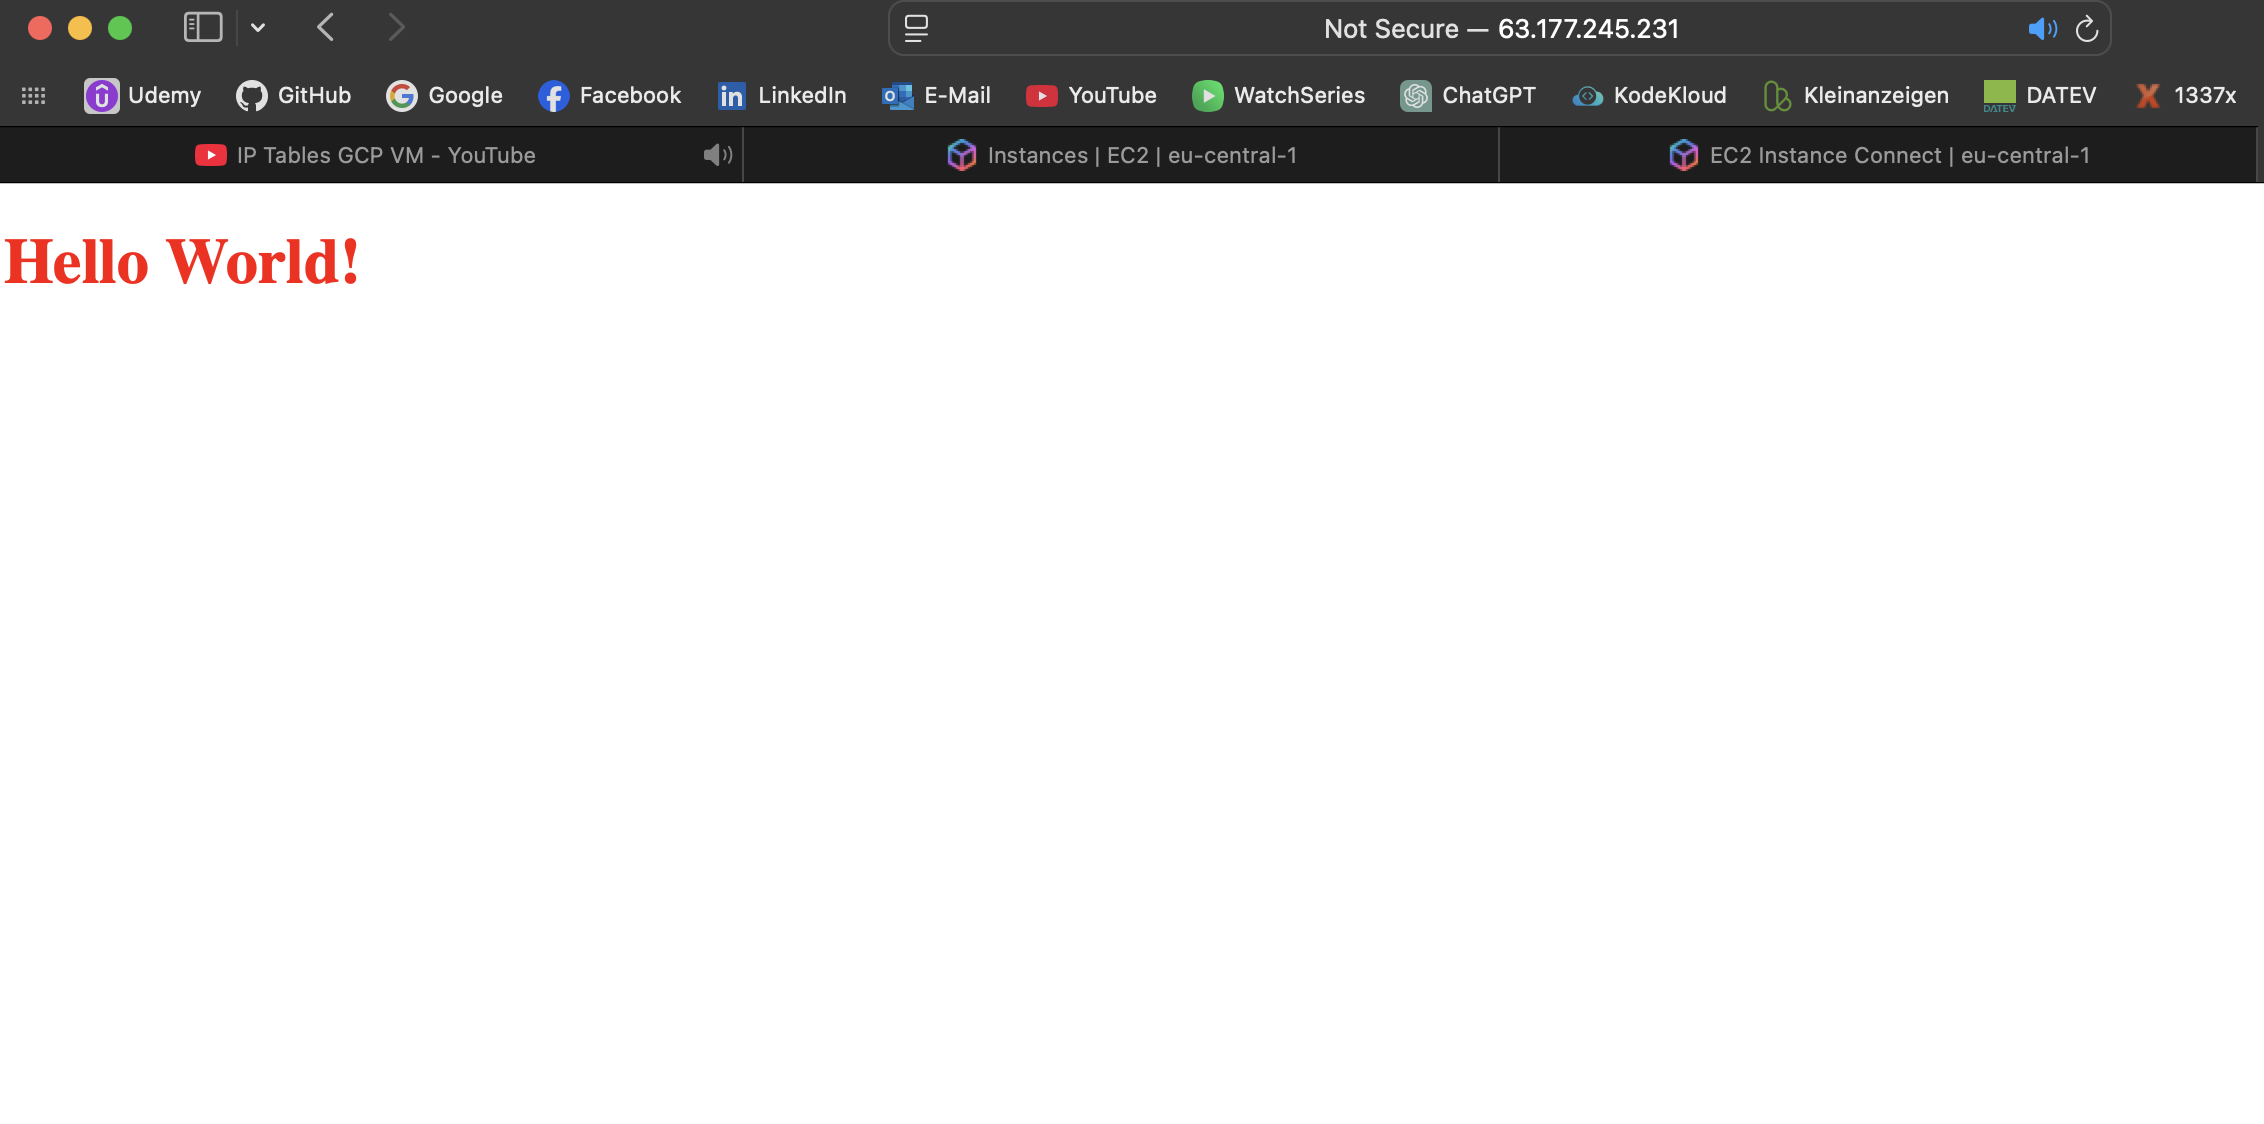 Not Secure — 63.177.245.231
Udemy GitHub Google Facebook LinkedIn E-Mail YouTube WatchSeries ChatGPT KodeKloud Kleinanzeigen DATEV DATEV 1337x
IP Tables GCP VM - YouTube Instances | EC2 | eu-central-1 EC2 Instance Connect | eu-central-1
Hello World!